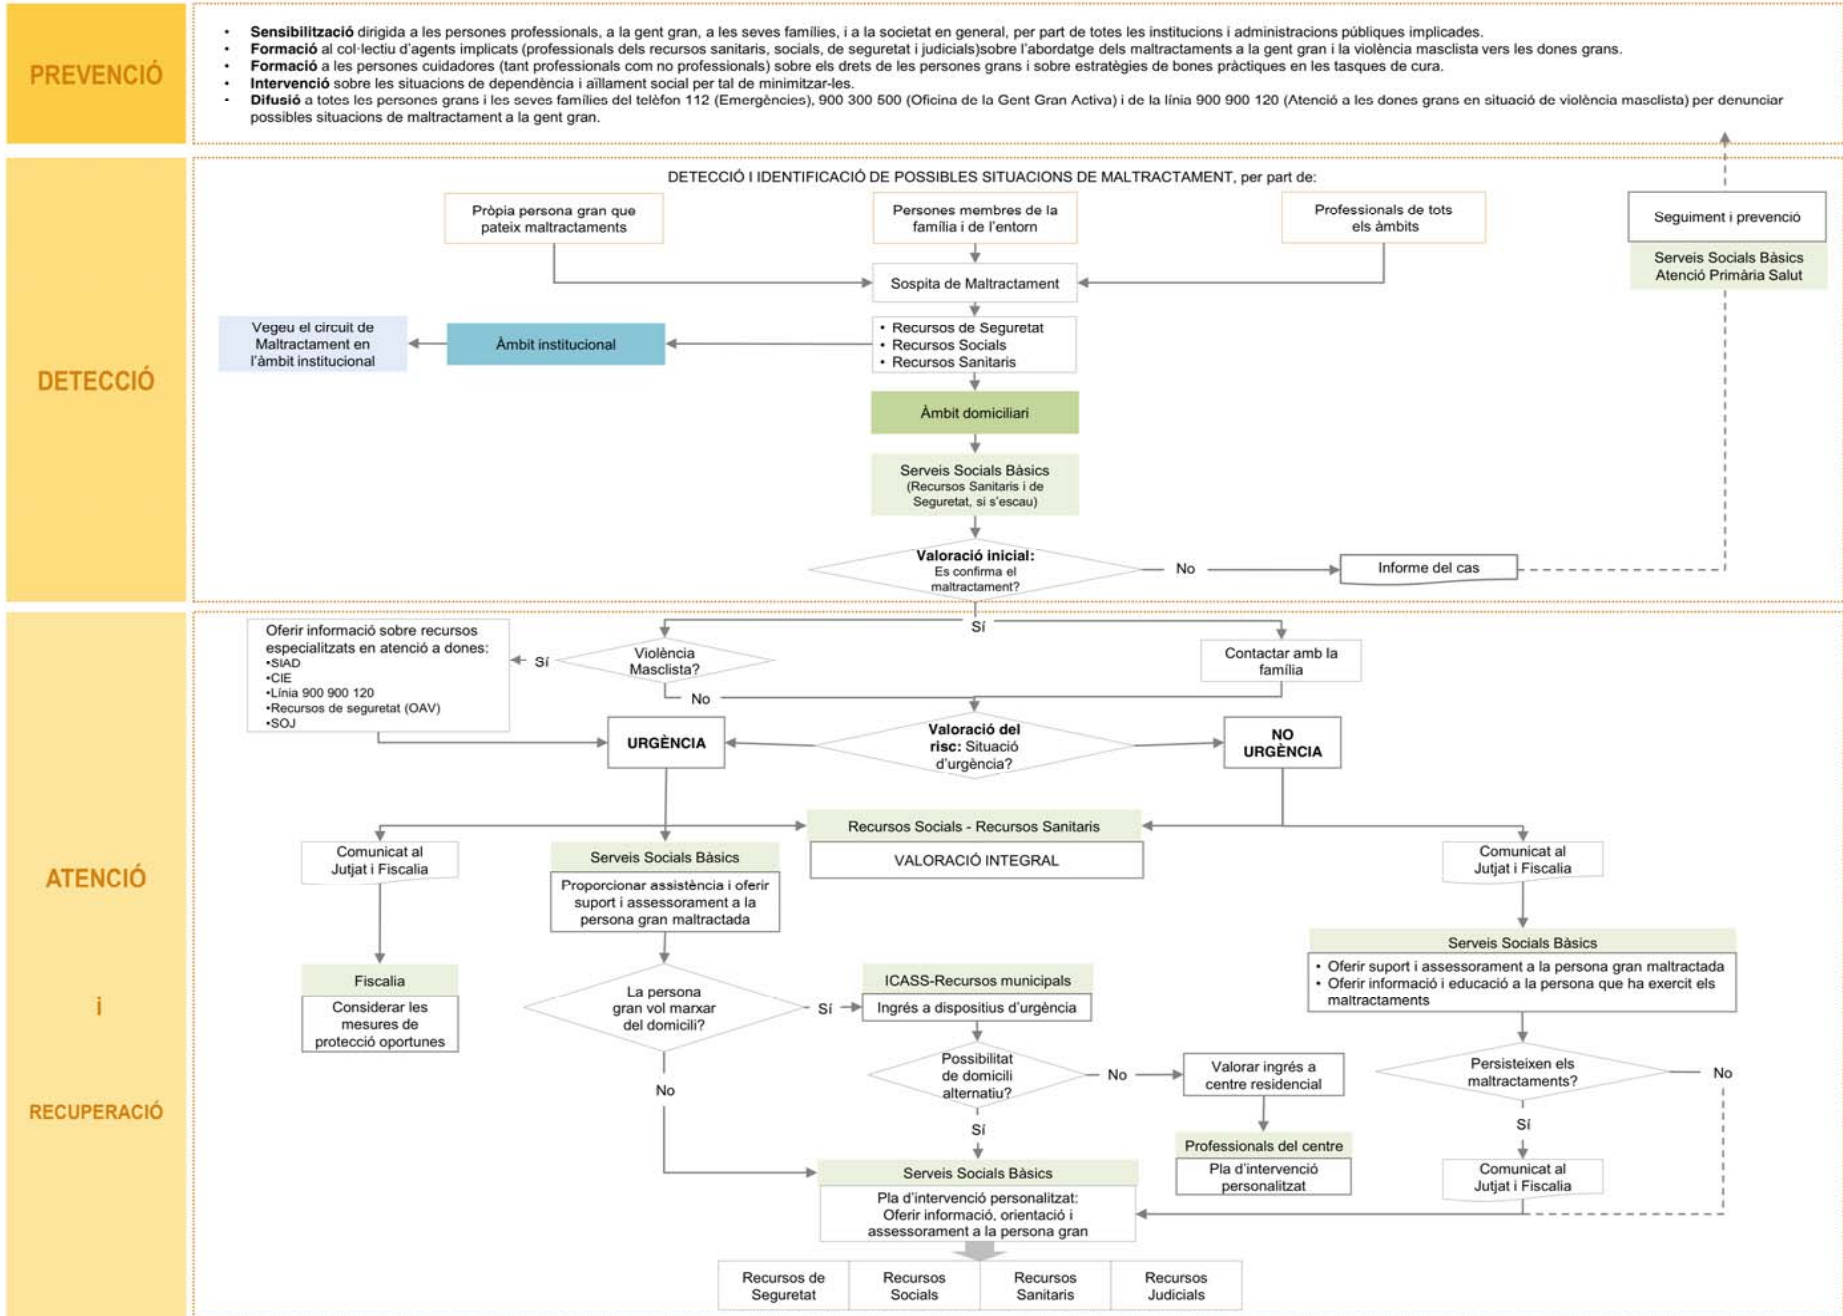 PREVENCIÓ
• Sensibilització dirigida a les persones professionals, a la gent gran, a les seves famílies, i a la societat en general, per part de totes les institucions i administracions públiques implicades.
• Formació al col·lectiu d'agents implicats (professionals dels recursos sanitaris, socials, de seguretat i judicials)sobre l'abordatge dels maltractaments a la gent gran i la violència masclista vers les dones grans.
• Formació a les persones cuidadores (tant professionals com no professionals) sobre els drets de les persones grans i sobre estratègies de bones pràctiques en les tasques de cura.
• Intervenció sobre les situacions de dependència i aïllament social per tal de minimitzar-les.
• Difusió a totes les persones grans i les seves famílies del telèfon 112 (Emergències), 900 300 500 (Oficina de la Gent Gran Activa) i de la línia 900 900 120 (Atenció a les dones grans en situació de violència masclista) per denunciar
possibles situacions de maltractament a la gent gran.
DETECCIÓ
DETECCIÓ I IDENTIFICACIÓ DE POSSIBLES SITUACIONS DE MALTRACTAMENT, per part de:
Pròpia persona gran que
pateix maltractaments
Persones membres de la
família i de l'entorn
Professionals de tots
els àmbits
Seguiment i prevenció
Serveis Socials Bàsics
Atenció Primària Salut
Sospita de Maltractament
• Recursos de Seguretat
• Recursos Socials
• Recursos Sanitaris
Àmbit institucional
Vegeu el circuit de
Maltractament en
l'àmbit institucional
Àmbit domiciliari
Serveis Socials Bàsics
(Recursos Sanitaris i de
Seguretat, si s'escau)
Valoració inicial:
Es confirma el
maltractament?
No
Informe del cas
ATENCIÓ
i
RECUPERACIÓ
Sí
Oferir informació sobre recursos
especialitzats en atenció a dones:
•SIAD
•CIE
•Línia 900 900 120
•Recursos de seguretat (OAV)
•SOJ
Sí
Violència
Masclista?
Contactar amb la
família
No
URGÈNCIA
Valoració del
risc: Situació
d'urgència?
NO
URGÈNCIA
Recursos Socials - Recursos Sanitaris
VALORACIÓ INTEGRAL
Comunicat al
Jutjat i Fiscalia
Serveis Socials Bàsics
Proporcionar assistència i oferir
suport i assessorament a la
persona gran maltractada
Comunicat al
Jutjat i Fiscalia
Fiscalia
Considerar les
mesures de
protecció oportunes
La persona
gran vol marxar
del domicili?
Sí
ICASS-Recursos municipals
Ingrés a dispositius d'urgència
Serveis Socials Bàsics
• Oferir suport i assessorament a la persona gran maltractada
• Oferir informació i educació a la persona que ha exercit els
maltractaments
No
Possibilitat
de domicili
alternatiu?
No
Valorar ingrés a
centre residencial
Persisteixen els
maltractaments?
No
Sí
Sí
Professionals del centre
Pla d'intervenció
personalitzat
Comunicat al
Jutjat i Fiscalia
Serveis Socials Bàsics
Pla d'intervenció personalitzat:
Oferir informació, orientació i
assessorament a la persona gran
Recursos de
Seguretat
Recursos
Socials
Recursos
Sanitaris
Recursos
Judicials